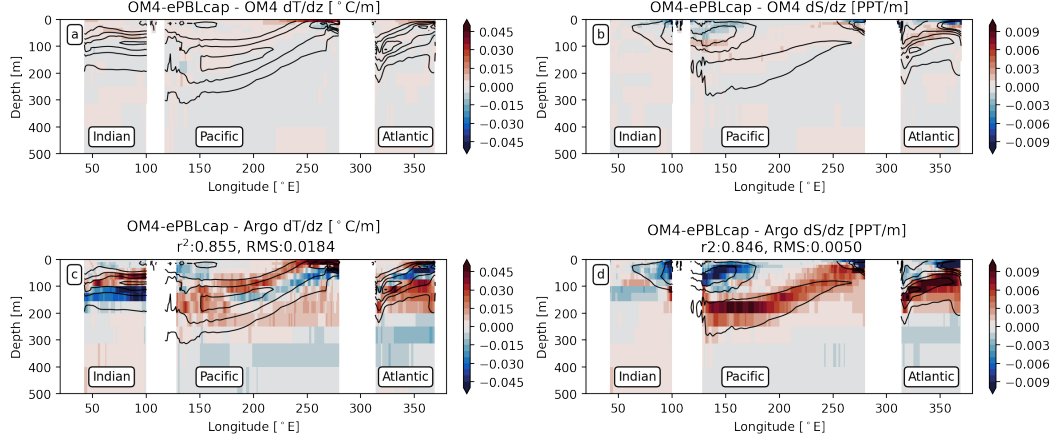 OM4-ePBLcap - OM4 dT/dz [°C/m]
a
Depth [m]
0
100
200
300
400
500
Indian
Pacific
Atlantic
50
100
150
200
250
300
350
Longitude [°E]
0.045
0.030
0.015
0.000
−0.015
−0.030
−0.045
OM4-ePBLcap - OM4 dS/dz [PPT/m]
b
Depth [m]
0
100
200
300
400
500
Indian
Pacific
Atlantic
50
100
150
200
250
300
350
Longitude [°E]
0.009
0.006
0.003
0.000
−0.003
−0.006
−0.009
OM4-ePBLcap - Argo dT/dz [°C/m]
r²:0.855, RMS:0.0184
c
Depth [m]
0
100
200
300
400
500
Indian
Pacific
Atlantic
50
100
150
200
250
300
350
Longitude [°E]
0.045
0.030
0.015
0.000
−0.015
−0.030
−0.045
OM4-ePBLcap - Argo dS/dz [PPT/m]
r2:0.846, RMS:0.0050
d
Depth [m]
0
100
200
300
400
500
Indian
Pacific
Atlantic
50
100
150
200
250
300
350
Longitude [°E]
0.009
0.006
0.003
0.000
−0.003
−0.006
−0.009